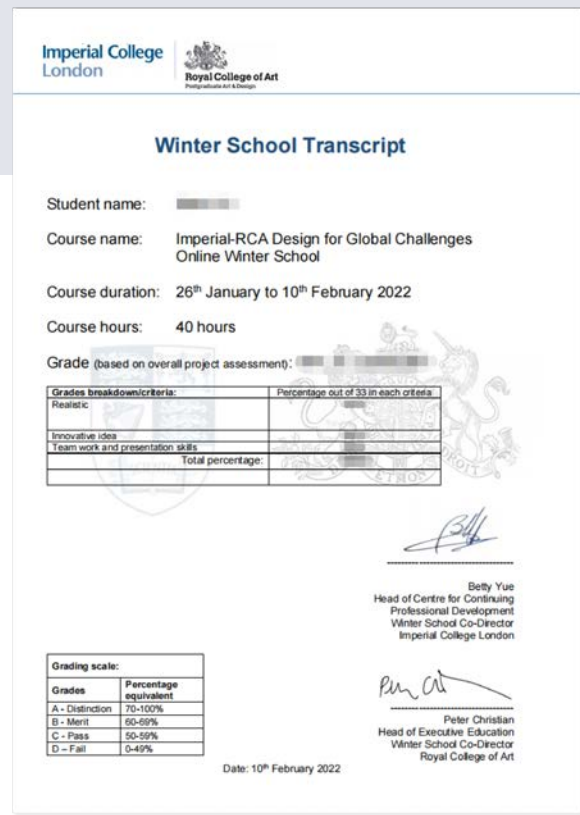 Imperial College
London
Royal College of Art
Postgraduate Art & Design
Winter School Transcript
Student name:
Course name: Imperial-RCA Design for Global Challenges
Online Winter School
Course duration: 26th January to 10th February 2022
Course hours: 40 hours
Grade (based on overall project assessment):
Grades breakdown/criteria: Percentage out of 33 in each criteria
Realistic
Innovative idea
Team work and presentation skills
Total percentage:
Betty Yue
Head of Centre for Continuing
Professional Development
Winter School Co-Director
Imperial College London
Grading scale:
Grades Percentage
equivalent
A - Distinction 70-100%
B - Merit 60-69%
C - Pass 50-59%
D – Fail 0-49%
Peter Christian
Head of Executive Education
Winter School Co-Director
Royal College of Art
Date: 10th February 2022